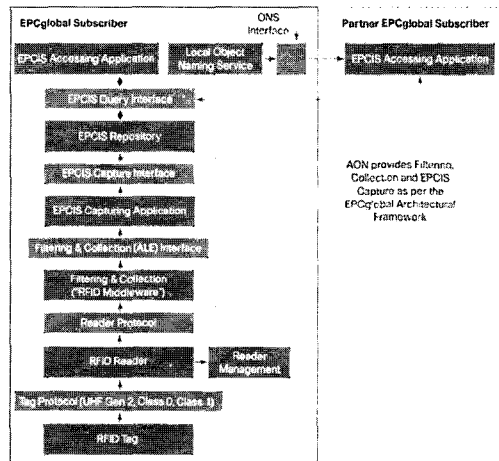 EPCglobal Subscriber
ONS
Interface
Partner EPCglobal Subscriber
EPCIS Accessing Application
Local Object
Naming Service
EPCIS Accessing Application
EPCIS Query Interface
EPCIS Repository
EPCIS Capture Interface
EPCIS Capturing Application
Filtering & Collection (ALE) Interface
Filtering & Collection
("RFID Middleware")
Reader Protocol
RFID Reader
Reader
Management
Tag Protocol (UHF Gen 2, Class 0, Class 1)
RFID Tag
AON provides Filtering,
Collection and EPCIS
Capture as per the
EPCglobal Architectural
Framework